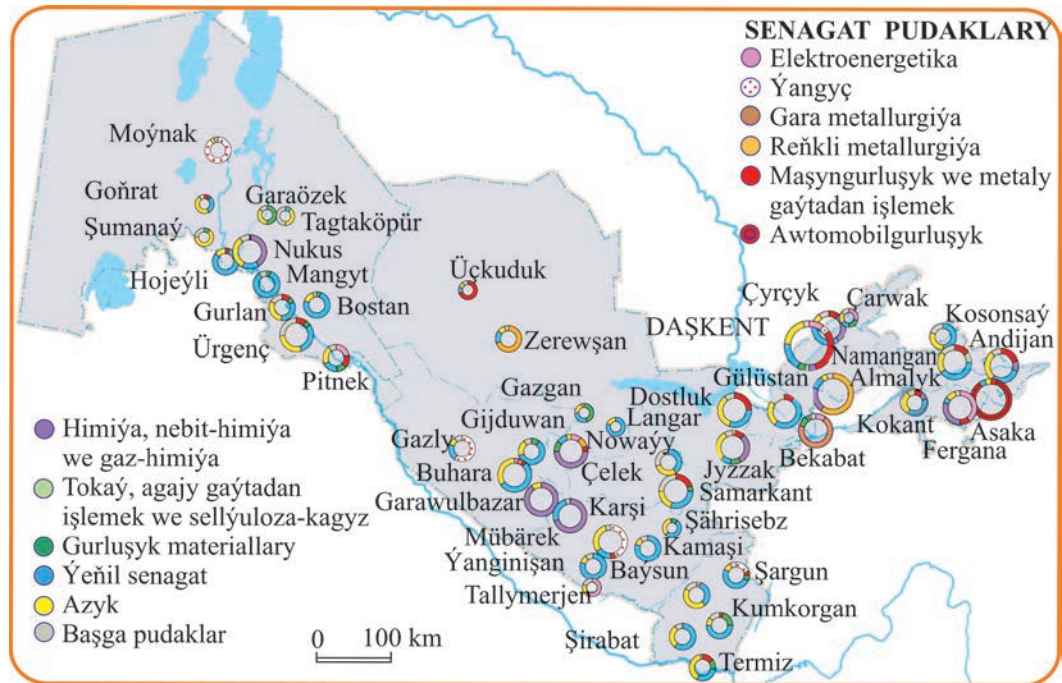 SENAGAT PUDAKLARY
Elektroenergetika
Ýangyç
Gara metallurgiýa
Reňkli metallurgiýa
Maşyngurluşyk we metaly
gaýtadan işlemek
Awtomobilgurluşyk
Moýnak
Goňrat
Garaözek
Şumanaý
Tagtaköpür
Nukus
Hojeýli
Mangyt
Üçkuduk
Gurlan
Bostan
Ürgenç
Pitnek
Zerewşan
Çyrçyk
Çarwak
DAŞKENT
Kosonsaý
Andijan
Namangan
Gülüstan
Almalyk
Gazgan
Dostluk
Gijduwan
Langar
Gazly
Nowaýy
Kokant
Asaka
Fergana
Buhara
Çelek
Bekabat
Jyzzak
Garawulbazar
Karşi
Samarkant
Mübärek
Şährisebz
Ýanginişan
Kamaşi
Baýsun
Şargun
Tallymerjen
Kumkorgan
Şirabat
Termiz
Himiýa, nebit-himiýa
we gaz-himiýa
Tokaý, agajy gaýtadan
işlemek we sellýuloza-kagyz
Gurluşyk materiallary
Ýeňil senagat
Azyk
Başga pudaklar
0 100 km